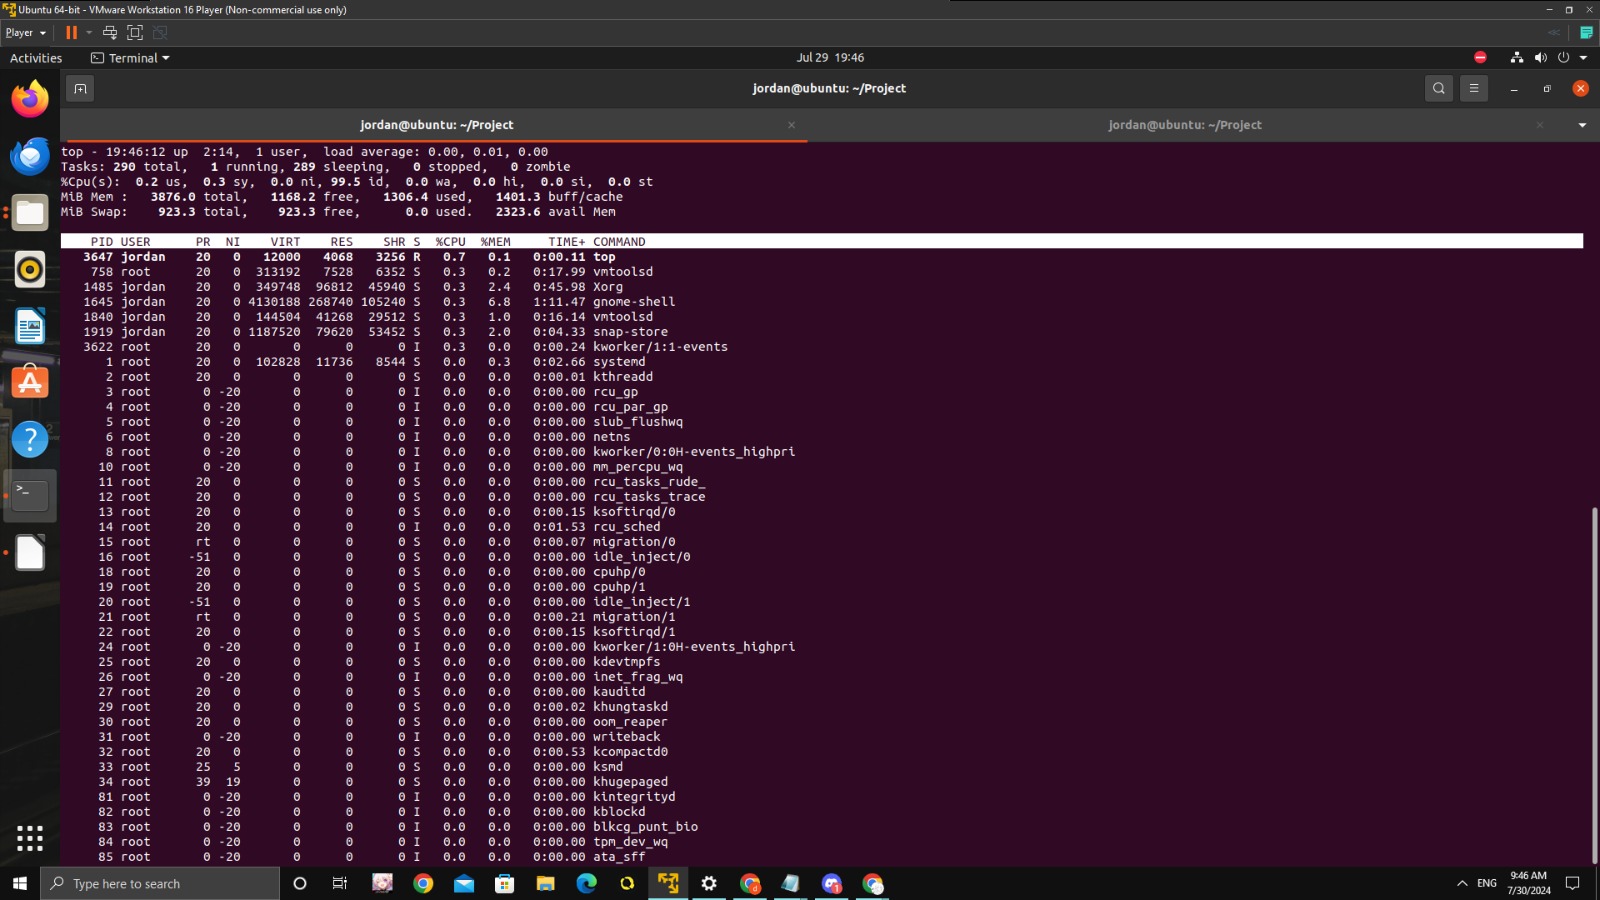 Ubuntu 64-bit - VMware Workstation 16 Player (Non-commercial use only)
Player
Activities Terminal Jul 29 19:46
jordan@ubuntu: ~/Project
jordan@ubuntu: ~/Project jordan@ubuntu: ~/Project
top - 19:46:12 up  2:14,  1 user,  load average: 0.00, 0.01, 0.00
Tasks: 290 total,   1 running, 289 sleeping,   0 stopped,   0 zombie
%Cpu(s):  0.2 us,  0.3 sy,  0.0 ni, 99.5 id,  0.0 wa,  0.0 hi,  0.0 si,  0.0 st
MiB Mem :   3876.0 total,   1168.2 free,   1306.4 used,   1401.3 buff/cache
MiB Swap:    923.3 total,    923.3 free,      0.0 used.   2323.6 avail Mem
PID USER PR NI VIRT RES SHR S %CPU %MEM TIME+ COMMAND
3647 jordan 20 0 12000 4068 3256 R 0.7 0.1 0:00.11 top
758 root 20 0 313192 7528 6352 S 0.3 0.2 0:17.99 vmtoolsd
1485 jordan 20 0 349748 96812 45940 S 0.3 2.4 0:45.98 Xorg
1645 jordan 20 0 4130188 268740 105240 S 0.3 6.8 1:11.47 gnome-shell
1840 jordan 20 0 144504 41268 29512 S 0.3 1.0 0:16.14 vmtoolsd
1919 jordan 20 0 1187520 79620 53452 S 0.3 2.0 0:04.33 snap-store
3622 root 20 0 0 0 0 I 0.3 0.0 0:00.24 kworker/1:1-events
1 root 20 0 102828 11736 8544 S 0.0 0.3 0:02.66 systemd
2 root 20 0 0 0 0 S 0.0 0.0 0:00.01 kthreadd
3 root 0 -20 0 0 0 I 0.0 0.0 0:00.00 rcu_gp
4 root 0 -20 0 0 0 I 0.0 0.0 0:00.00 rcu_par_gp
5 root 0 -20 0 0 0 I 0.0 0.0 0:00.00 slub_flushwq
6 root 0 -20 0 0 0 I 0.0 0.0 0:00.00 netns
8 root 0 -20 0 0 0 I 0.0 0.0 0:00.00 kworker/0:0H-events_highpri
10 root 0 -20 0 0 0 I 0.0 0.0 0:00.00 mm_percpu_wq
11 root 20 0 0 0 0 S 0.0 0.0 0:00.00 rcu_tasks_rude_
12 root 20 0 0 0 0 S 0.0 0.0 0:00.00 rcu_tasks_trace
13 root 20 0 0 0 0 S 0.0 0.0 0:00.15 ksoftirqd/0
14 root 20 0 0 0 0 I 0.0 0.0 0:01.53 rcu_sched
15 root rt 0 0 0 0 S 0.0 0.0 0:00.07 migration/0
16 root -51 0 0 0 0 S 0.0 0.0 0:00.00 idle_inject/0
18 root 20 0 0 0 0 S 0.0 0.0 0:00.00 cpuhp/0
19 root 20 0 0 0 0 S 0.0 0.0 0:00.00 cpuhp/1
20 root -51 0 0 0 0 S 0.0 0.0 0:00.00 idle_inject/1
21 root rt 0 0 0 0 S 0.0 0.0 0:00.21 migration/1
22 root 20 0 0 0 0 S 0.0 0.0 0:00.15 ksoftirqd/1
24 root 0 -20 0 0 0 I 0.0 0.0 0:00.00 kworker/1:0H-events_highpri
25 root 20 0 0 0 0 S 0.0 0.0 0:00.00 kdevtmpfs
26 root 0 -20 0 0 0 I 0.0 0.0 0:00.00 inet_frag_wq
27 root 20 0 0 0 0 S 0.0 0.0 0:00.00 kauditd
29 root 20 0 0 0 0 S 0.0 0.0 0:00.02 khungtaskd
30 root 20 0 0 0 0 S 0.0 0.0 0:00.00 oom_reaper
31 root 0 -20 0 0 0 I 0.0 0.0 0:00.00 writeback
32 root 20 0 0 0 0 S 0.0 0.0 0:00.53 kcompactd0
33 root 25 5 0 0 0 S 0.0 0.0 0:00.00 ksmd
34 root 39 19 0 0 0 S 0.0 0.0 0:00.00 khugepaged
81 root 0 -20 0 0 0 I 0.0 0.0 0:00.00 kintegrityd
82 root 0 -20 0 0 0 I 0.0 0.0 0:00.00 kblockd
83 root 0 -20 0 0 0 I 0.0 0.0 0:00.00 blkcg_punt_bio
84 root 0 -20 0 0 0 I 0.0 0.0 0:00.00 tpm_dev_wq
85 root 0 -20 0 0 0 I 0.0 0.0 0:00.00 ata_sff
Type here to search ENG 9:46 AM
7/30/2024